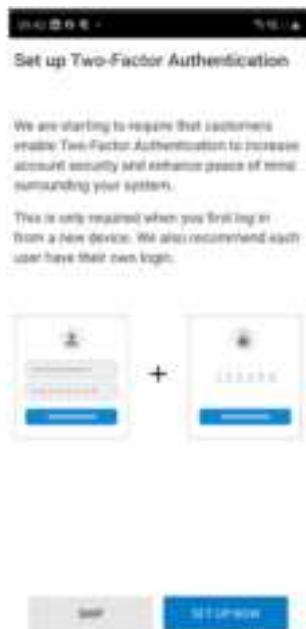 Set up Two-Factor Authentication
We are starting to require that customers
enable Two-Factor Authentication to increase
account security and enhance peace of mind
surrounding your system.
This is only required when you first log in
from a new device. We also recommend each
user have their own login.
+
SKIP
SET UP NOW